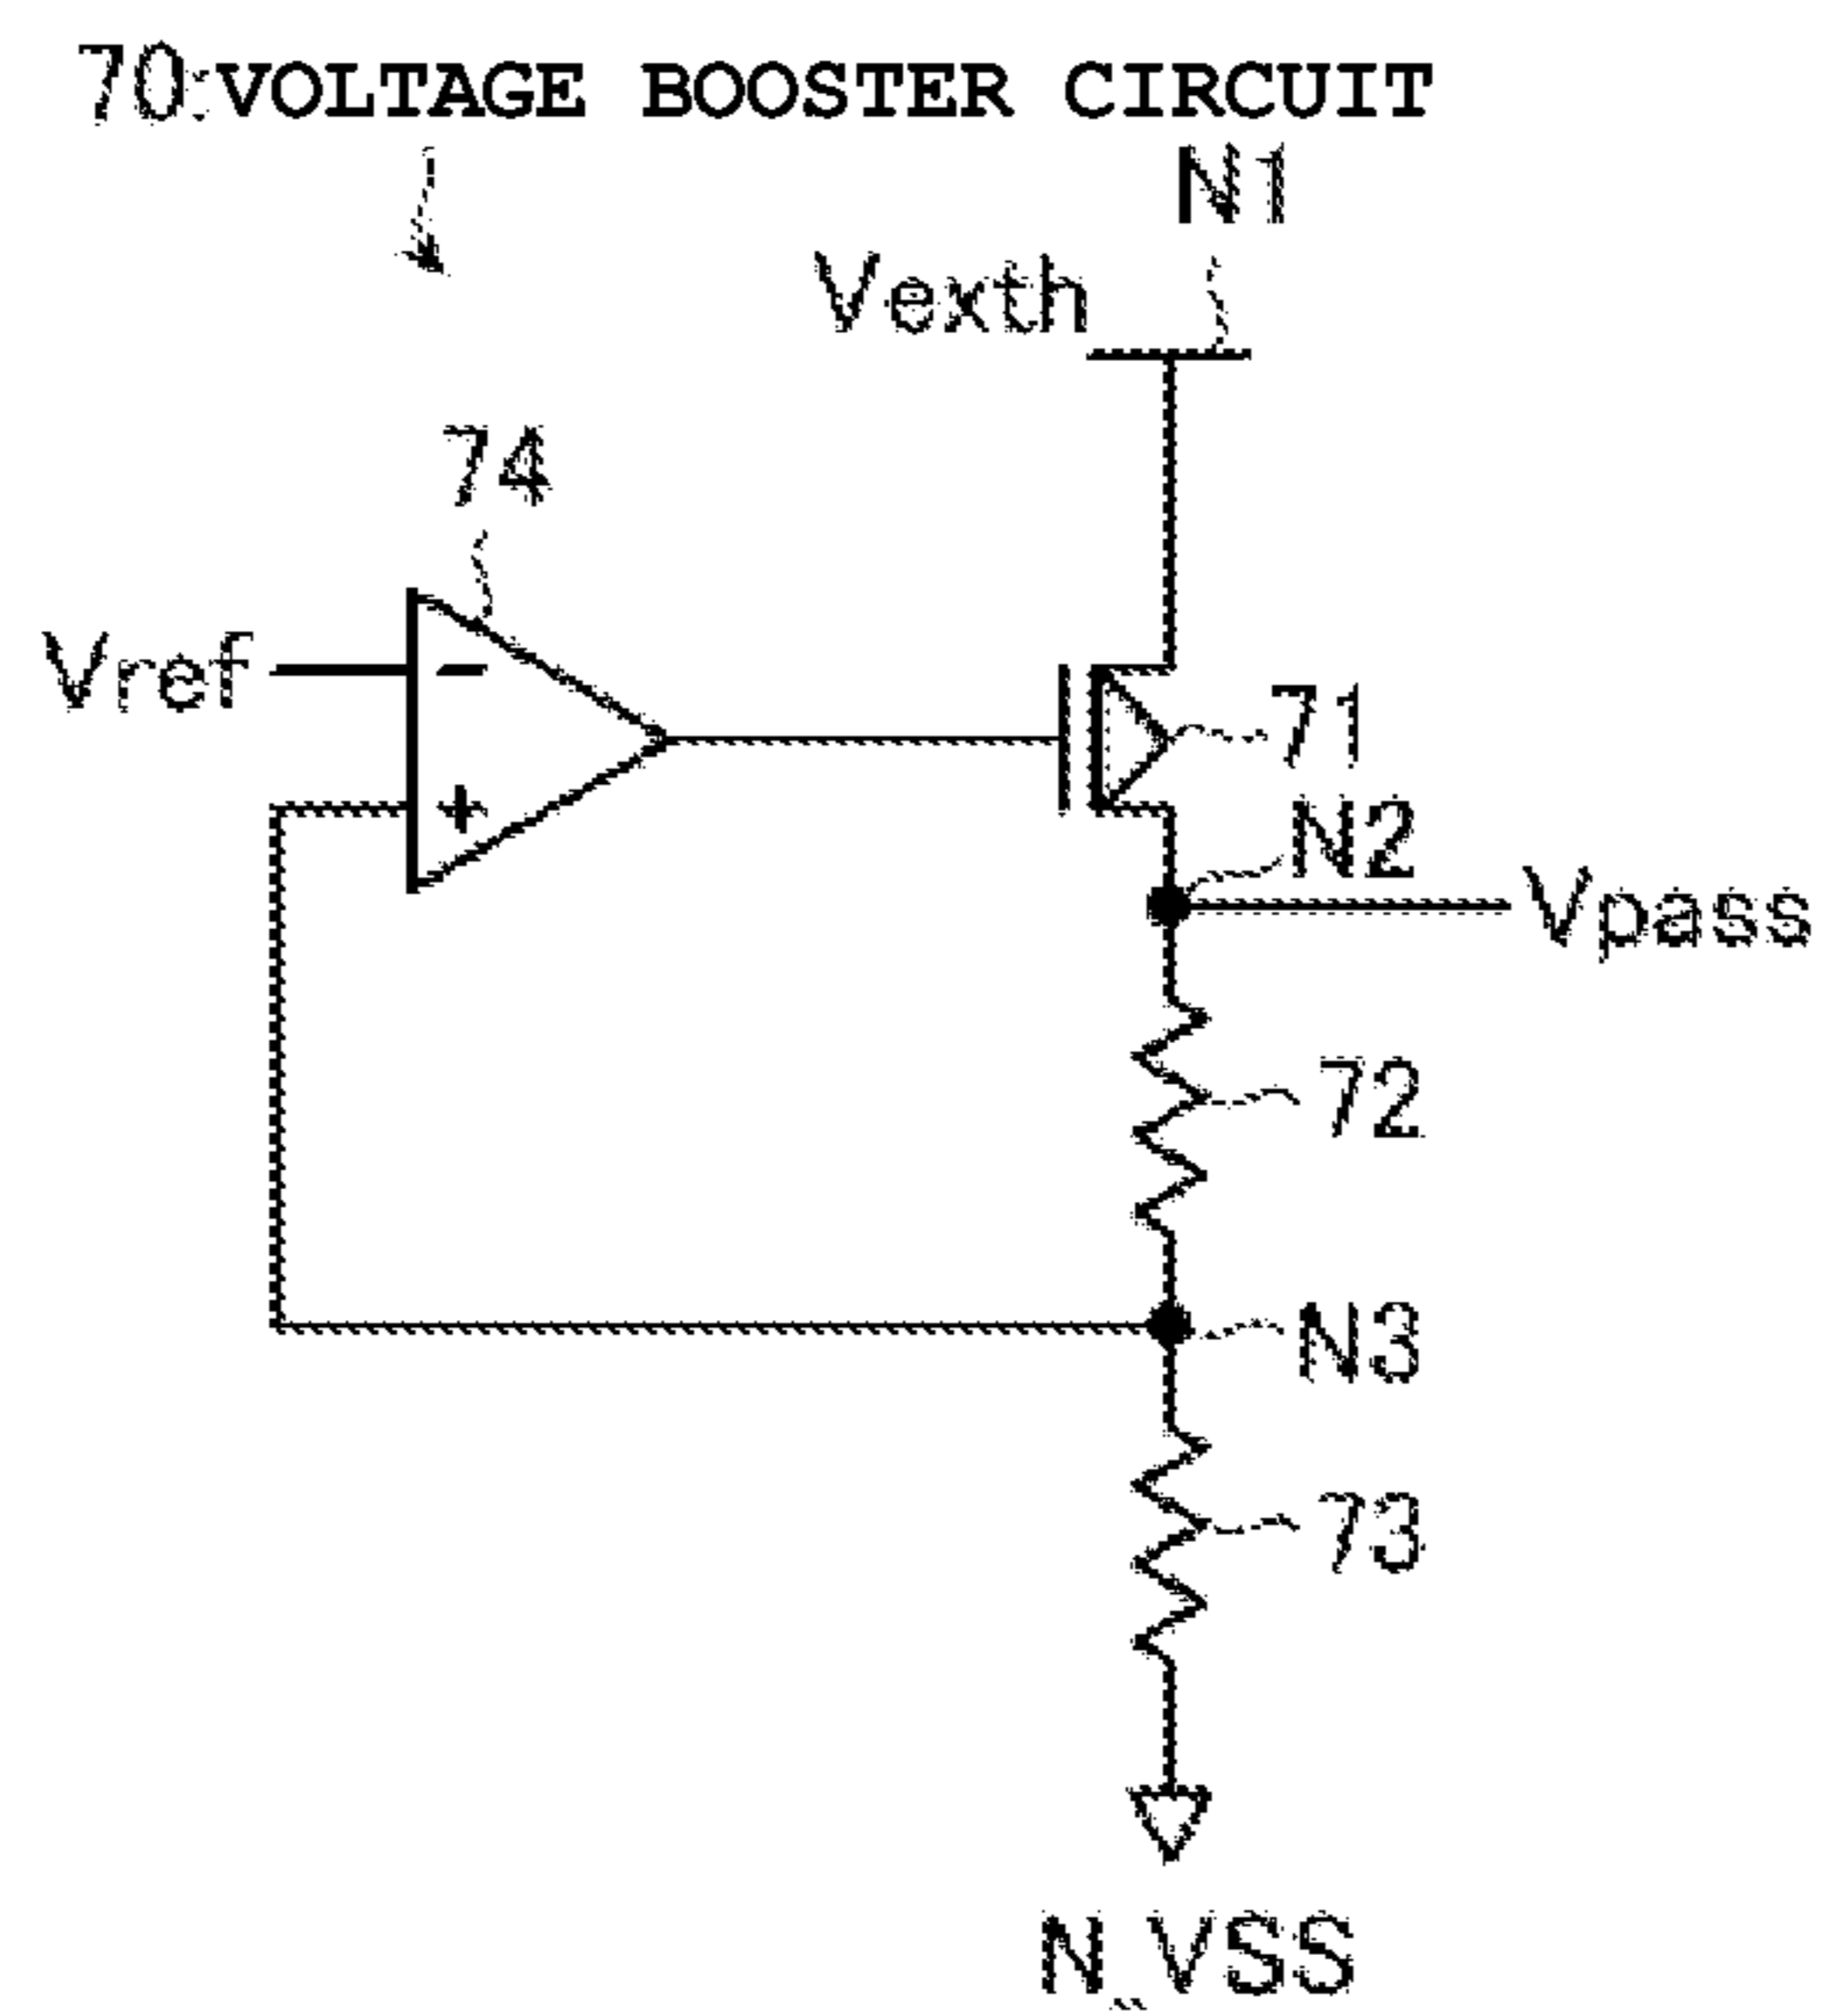 70:VOLTAGE BOOSTER CIRCUIT
N1
Vexth
74
Vref
-
+
71
N2
Vpass
72
N3
73
N_VSS